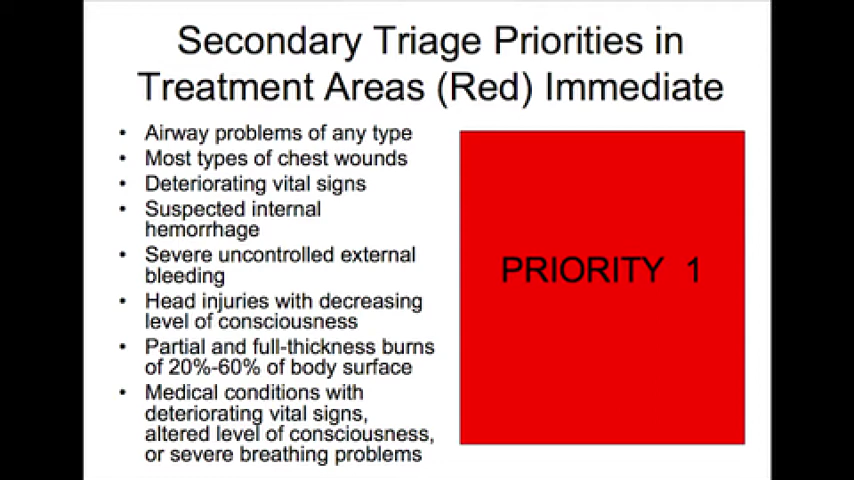 Secondary Triage Priorities in
Treatment Areas (Red) Immediate
• Airway problems of any type
• Most types of chest wounds
• Deteriorating vital signs
• Suspected internal
hemorrhage
• Severe uncontrolled external
bleeding
• Head injuries with decreasing
level of consciousness
• Partial and full-thickness burns
of 20%-60% of body surface
• Medical conditions with
deteriorating vital signs,
altered level of consciousness,
or severe breathing problems
PRIORITY 1